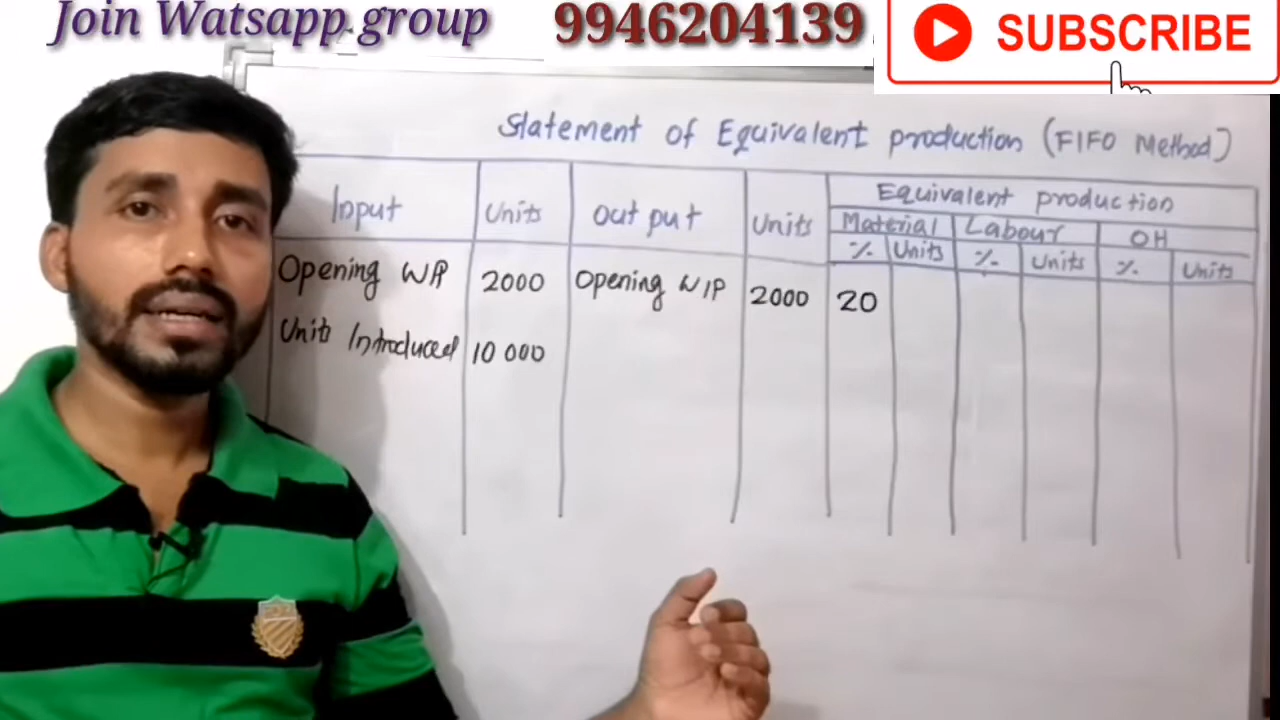 Join Watsapp group
9946204139
SUBSCRIBE
Statement of Equivalent production (FIFO Method)
Input Units Out put Units Equivalent production
Material Labour OH
% Units % Units % Units
Opening WIP 2000 Opening WIP 2000 20
Units Introduced 10 000